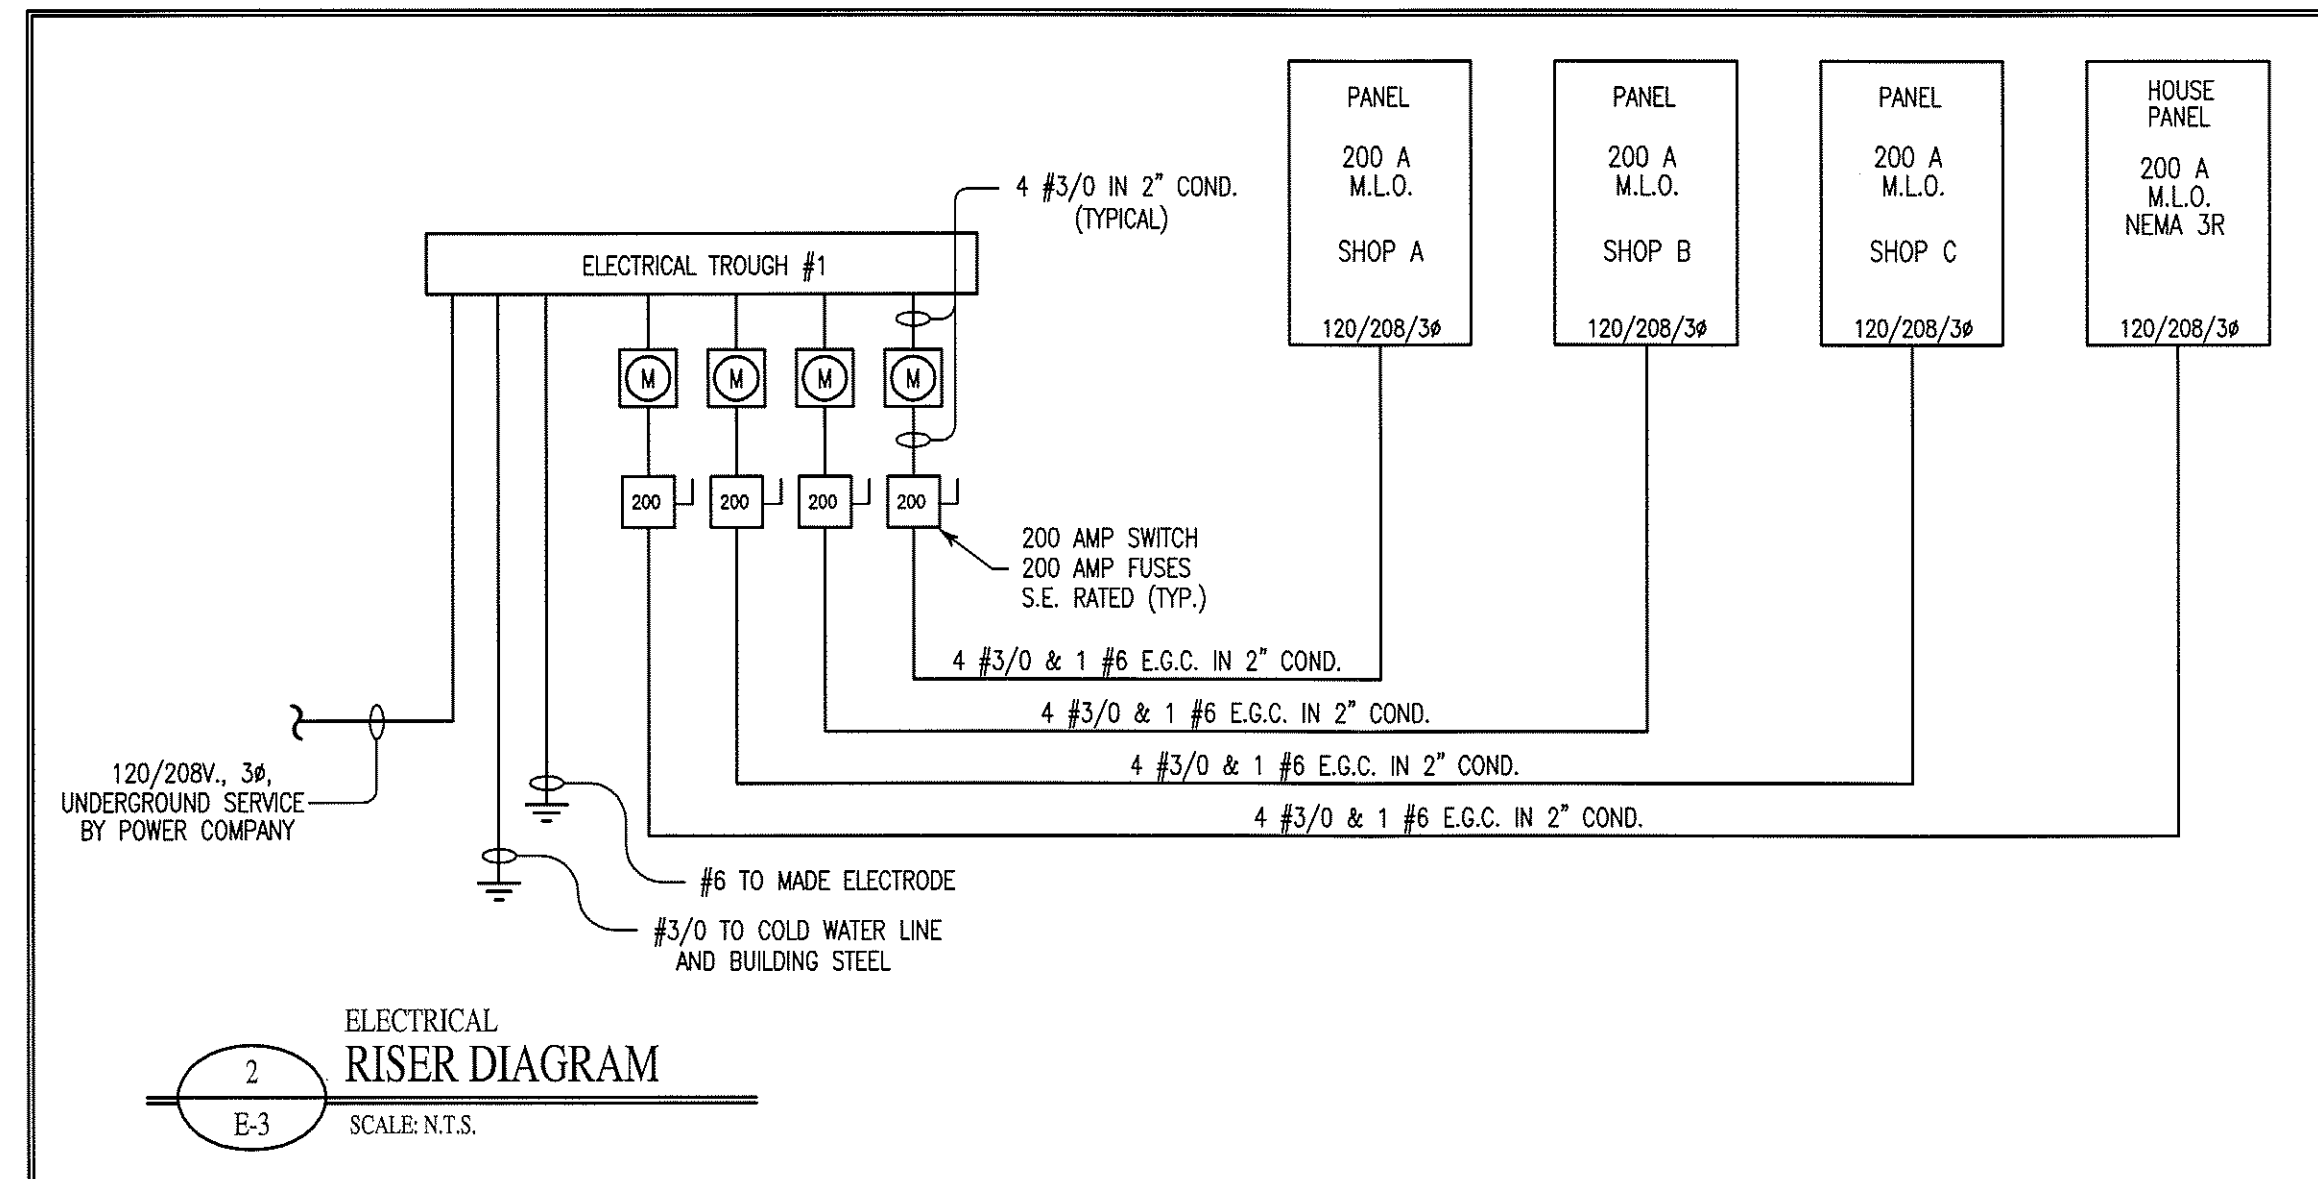 PANEL
200 A
M.L.O.
SHOP A
120/208/3ø
PANEL
200 A
M.L.O.
SHOP B
120/208/3ø
PANEL
200 A
M.L.O.
SHOP C
120/208/3ø
HOUSE
PANEL
200 A
M.L.O.
NEMA 3R
120/208/3ø
4 #3/0 IN 2" COND.
(TYPICAL)
ELECTRICAL TROUGH #1
M
M
M
M
200
200
200
200
200 AMP SWITCH
200 AMP FUSES
S.E. RATED (TYP.)
4 #3/0 & 1 #6 E.G.C. IN 2" COND.
4 #3/0 & 1 #6 E.G.C. IN 2" COND.
4 #3/0 & 1 #6 E.G.C. IN 2" COND.
4 #3/0 & 1 #6 E.G.C. IN 2" COND.
120/208V., 3ø,
UNDERGROUND SERVICE
BY POWER COMPANY
#6 TO MADE ELECTRODE
#3/0 TO COLD WATER LINE
AND BUILDING STEEL
2
E-3
ELECTRICAL
RISER DIAGRAM
SCALE: N.T.S.